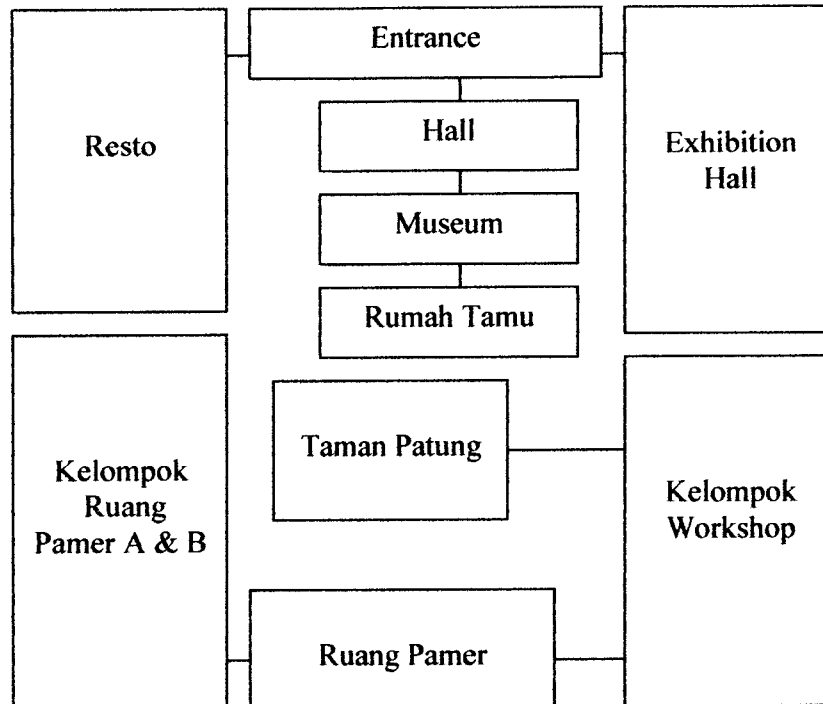 Entrance
Resto
Hall
Exhibition
Hall
Museum
Rumah Tamu
Taman Patung
Kelompok
Ruang
Pamer A & B
Kelompok
Workshop
Ruang Pamer